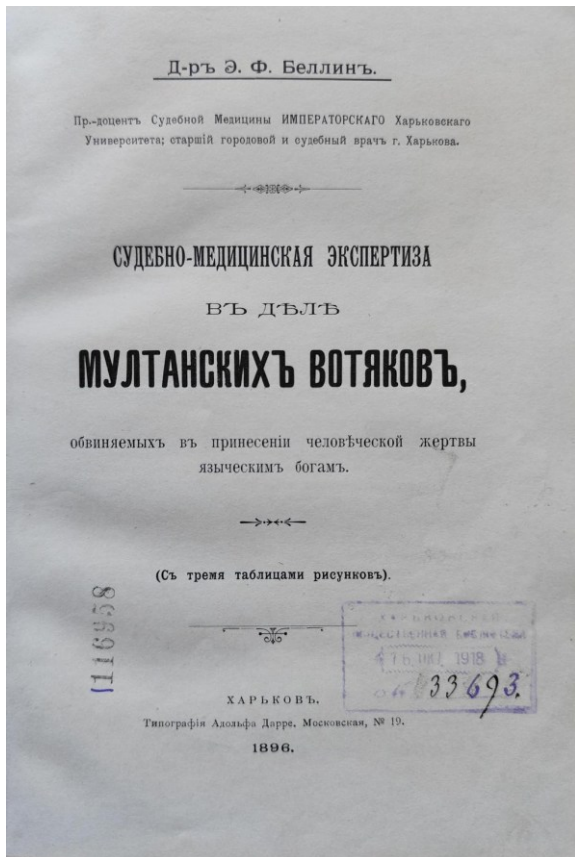 Д-ръ Э. Ф. Беллинъ.
Пр.-доцентъ Судебной Медицины ИМПЕРАТОРСКАГО Харьковскаго
Университета; старшій городовой и судебный врачъ г. Харькова.
СУДЕБНО-МЕДИЦИНСКАЯ ЭКСПЕРТИЗА
ВЪ ДѢЛѢ
МУЛТАНСКИХЪ ВОТЯКОВЪ,
обвиняемыхъ въ принесеніи человѣческой жертвы
языческимъ богамъ.
(Съ тремя таблицами рисунковъ).
116958
1918
33693.
ХАРЬКОВЪ.
Типографія Адольфа Дарре, Московская, № 19.
1896.